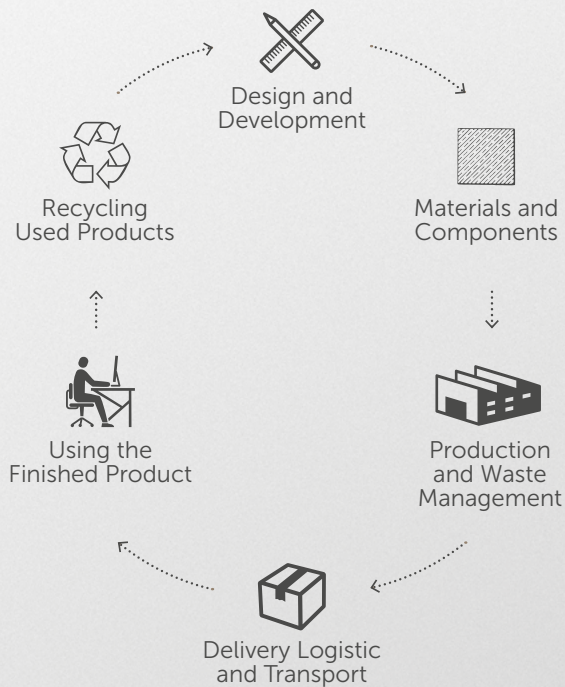 Design and
Development
Materials and
Components
Production
and Waste
Management
Delivery Logistic
and Transport
Using the
Finished Product
Recycling
Used Products